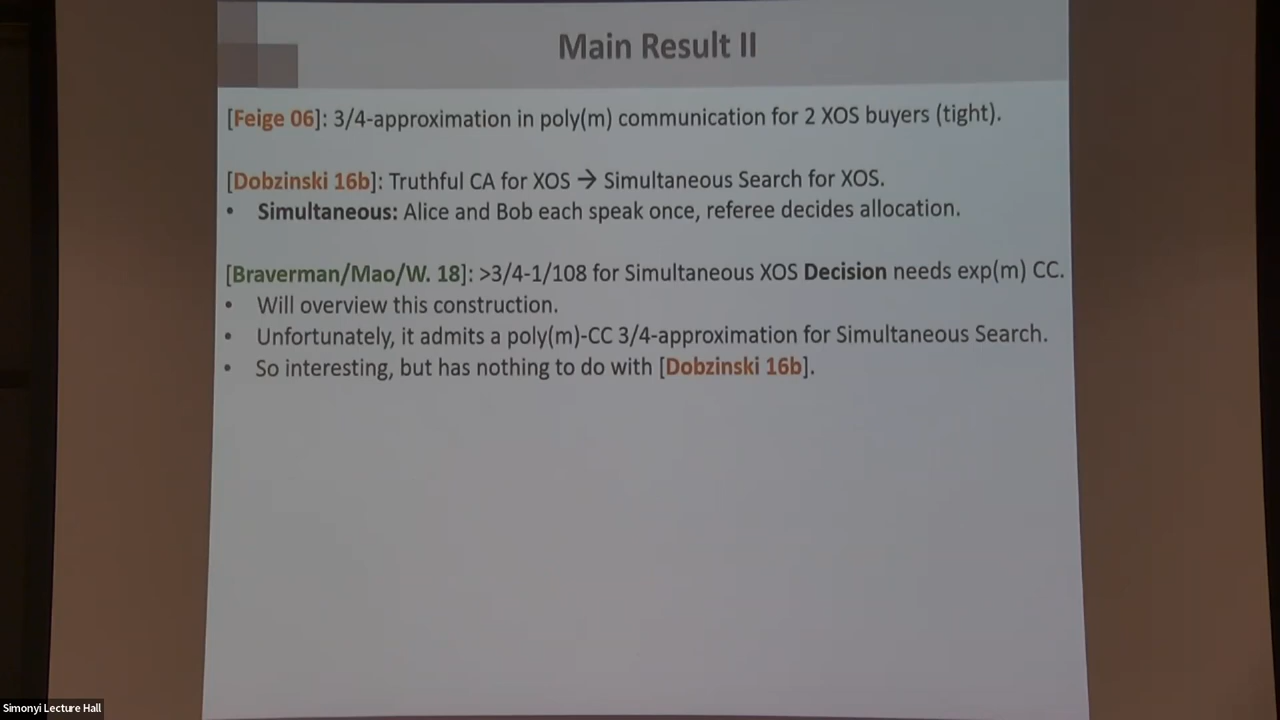 Main Result II
[Feige 06]: 3/4-approximation in poly(m) communication for 2 XOS buyers (tight).
[Dobzinski 16b]: Truthful CA for XOS → Simultaneous Search for XOS.
• Simultaneous: Alice and Bob each speak once, referee decides allocation.
[Braverman/Mao/W. 18]: >3/4-1/108 for Simultaneous XOS Decision needs exp(m) CC.
• Will overview this construction.
• Unfortunately, it admits a poly(m)-CC 3/4-approximation for Simultaneous Search.
• So interesting, but has nothing to do with [Dobzinski 16b].
Simonyi Lecture Hall